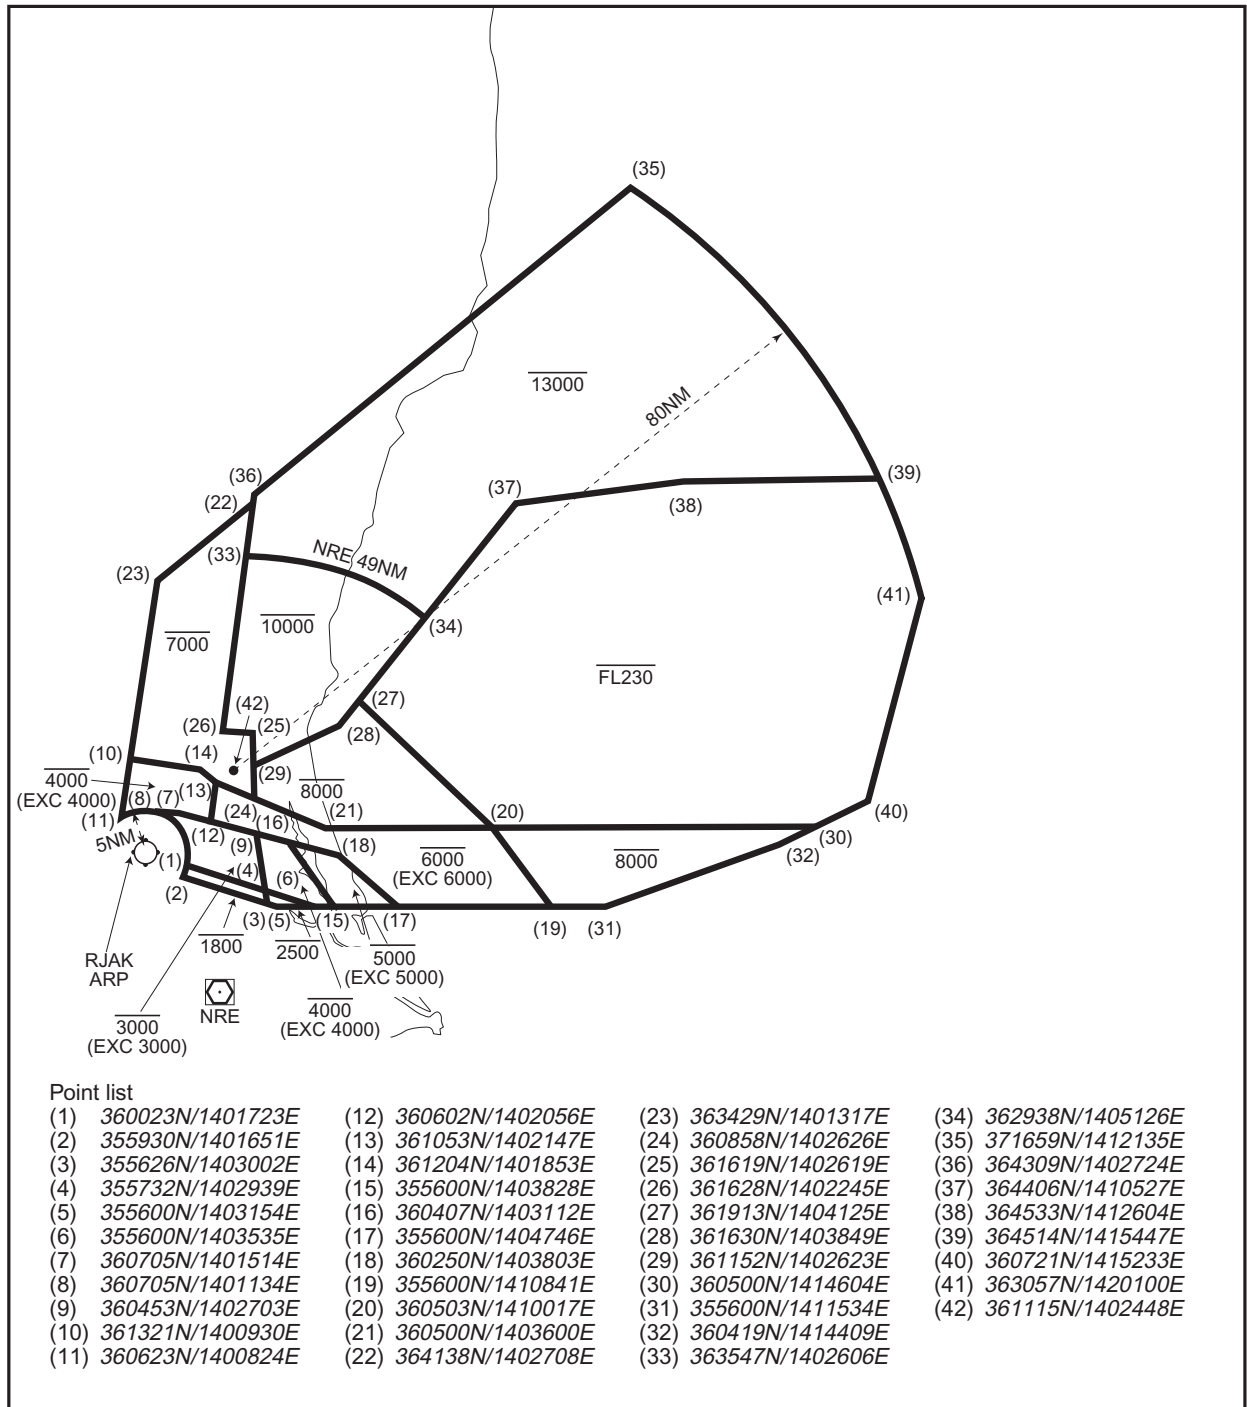 (35)
13000
80NM
(36)
(22)
(37)
(38)
(39)
(33)
NRE 49NM
(23)
(41)
10000
(34)
7000
FL230
(42)
(27)
(26)
(25)
(28)
(10)
(14)
(29)
4000
(EXC 4000)
(8)
(7)
(13)
8000
(24)
(21)
(20)
(40)
(11)
(12)
(16)
(30)
5NM
(9)
(18)
6000
(EXC 6000)
8000
(32)
(1)
(4)
(6)
(2)
(3)
(5)
(15)
(17)
(19)
(31)
1800
2500
5000
(EXC 5000)
RJAK
ARP
NRE
4000
(EXC 4000)
3000
(EXC 3000)
Point list
(1) 360023N/1401723E
(2) 355930N/1401651E
(3) 355626N/1403002E
(4) 355732N/1402939E
(5) 355600N/1403154E
(6) 355600N/1403535E
(7) 360705N/1401514E
(8) 360705N/1401134E
(9) 360453N/1402703E
(10) 361321N/1400930E
(11) 360623N/1400824E
(12) 360602N/1402056E
(13) 361053N/1402147E
(14) 361204N/1401853E
(15) 355600N/1403828E
(16) 360407N/1403112E
(17) 355600N/1404746E
(18) 360250N/1403803E
(19) 355600N/1410841E
(20) 360503N/1410017E
(21) 360500N/1403600E
(22) 364138N/1402708E
(23) 363429N/1401317E
(24) 360858N/1402626E
(25) 361619N/1402619E
(26) 361628N/1402245E
(27) 361913N/1404125E
(28) 361630N/1403849E
(29) 361152N/1402623E
(30) 360500N/1414604E
(31) 355600N/1411534E
(32) 360419N/1414409E
(33) 363547N/1402606E
(34) 362938N/1405126E
(35) 371659N/1412135E
(36) 364309N/1402724E
(37) 364406N/1410527E
(38) 364533N/1412604E
(39) 364514N/1415447E
(40) 360721N/1415233E
(41) 363057N/1420100E
(42) 361115N/1402448E